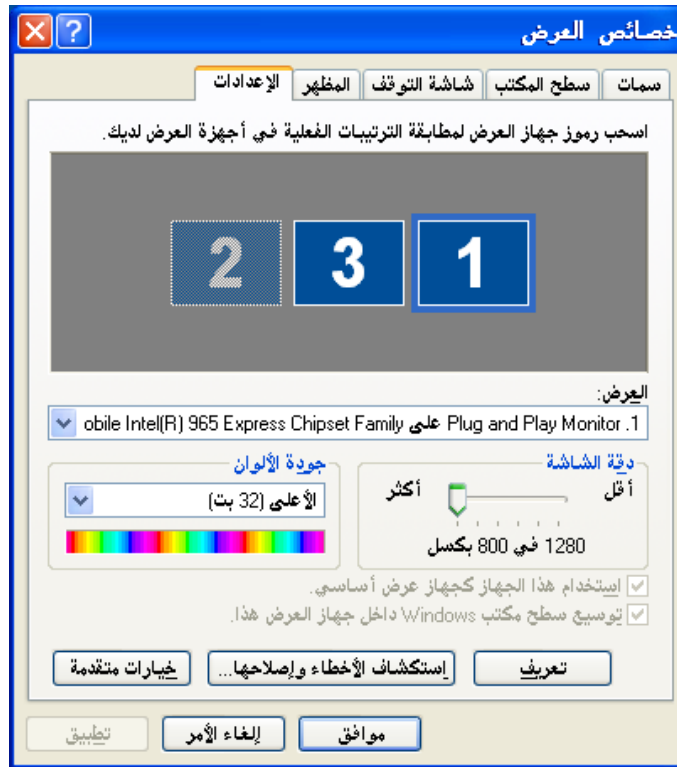 خصائص العرض
سمات
سطح المكتب
شاشة التوقف
المظهر
الإعدادات
اسحب رموز جهاز العرض لمطابقة الترتيبات الفعلية في أجهزة العرض لديك.
1
3
2
العرض:
1. Plug and Play Monitor على obile Intel(R) 965 Express Chipset Family
دقة الشاشة
أقل
أكثر
1280 في 800 بكسل
جودة الألوان
الأعلى (32 بت)
إستخدام هذا الجهاز كجهاز عرض أساسي.
توسيع سطح مكتب Windows داخل جهاز العرض هذا.
تعريف
إستكشاف الأخطاء وإصلاحها...
خيارات متقدمة
موافق
إلغاء الأمر
تطبيق